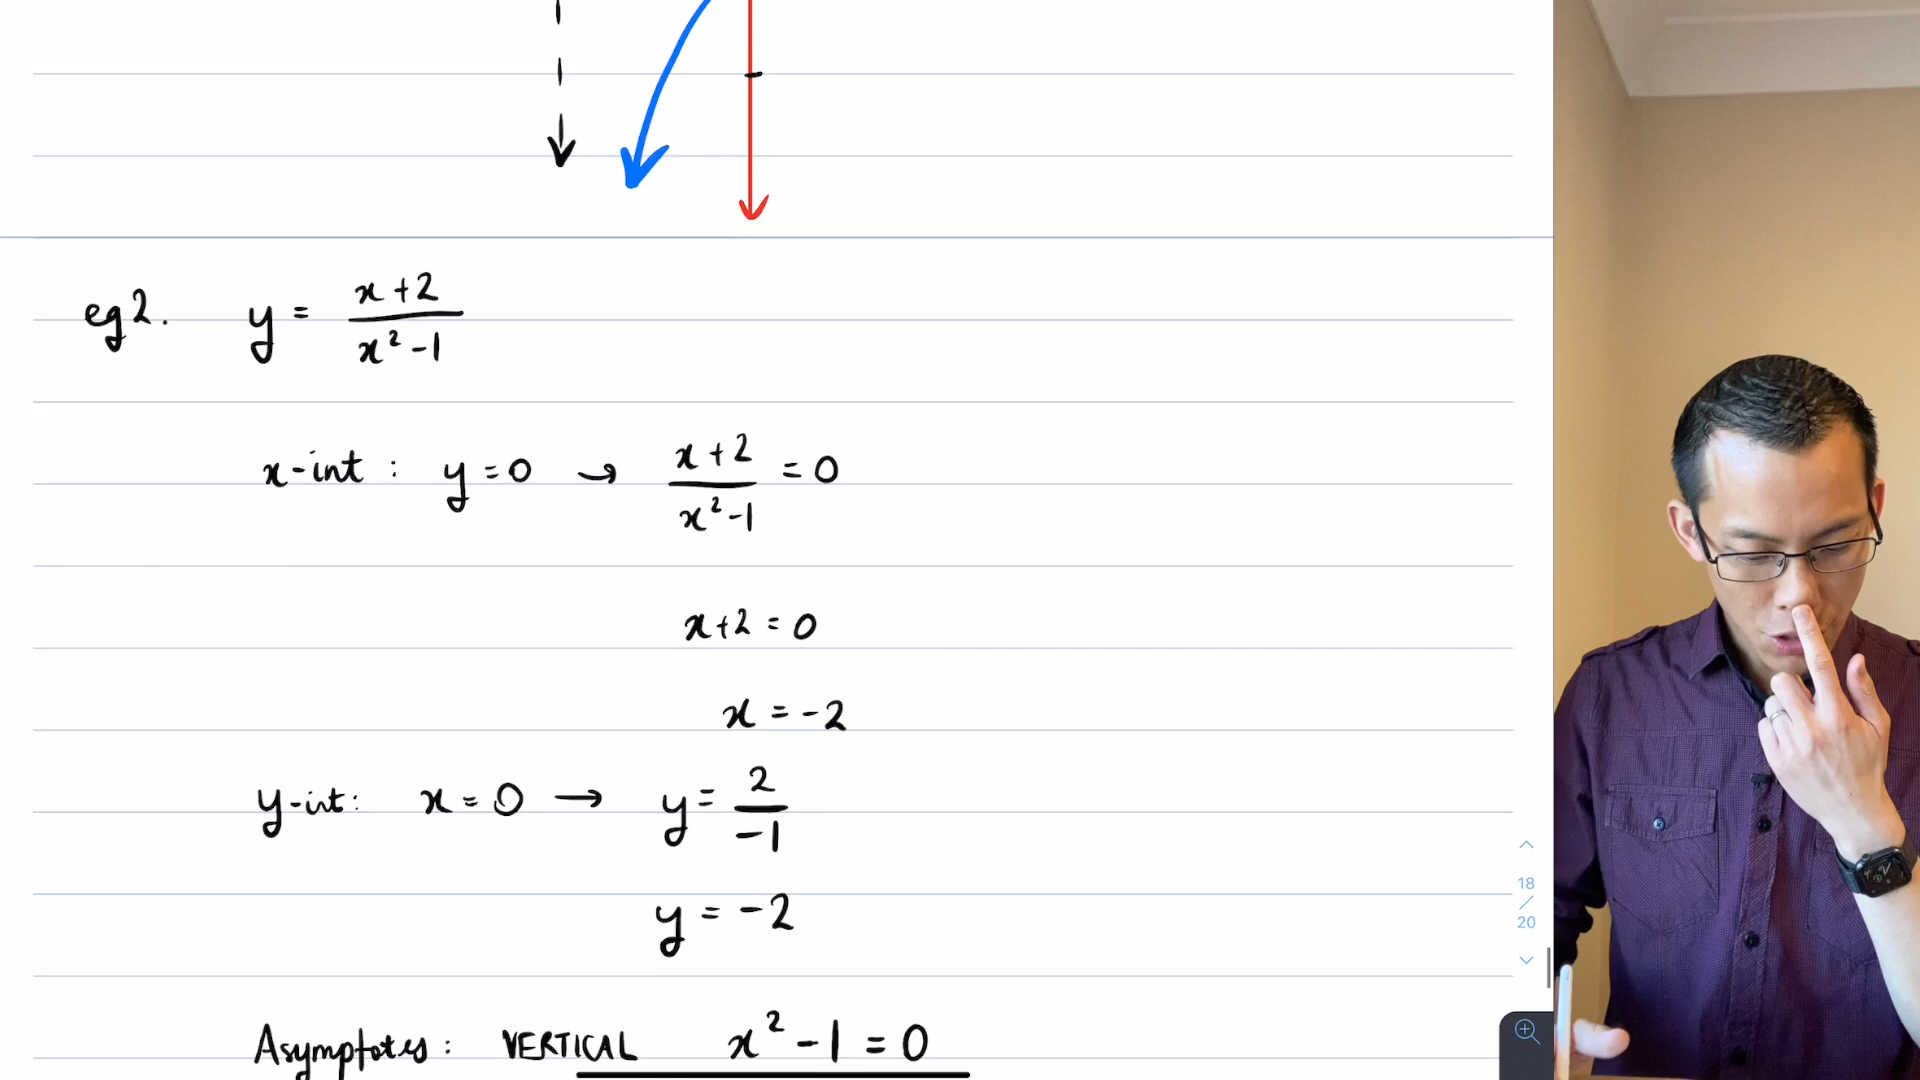 eg2. y = x+2 / x² -1
x-int : y=0 → x+2 / x² -1 = 0
x+2 = 0
x = -2
y-int: x=0 → y= 2 / -1
y = -2
18
/
20
Asymptotes: VERTICAL x² -1 = 0